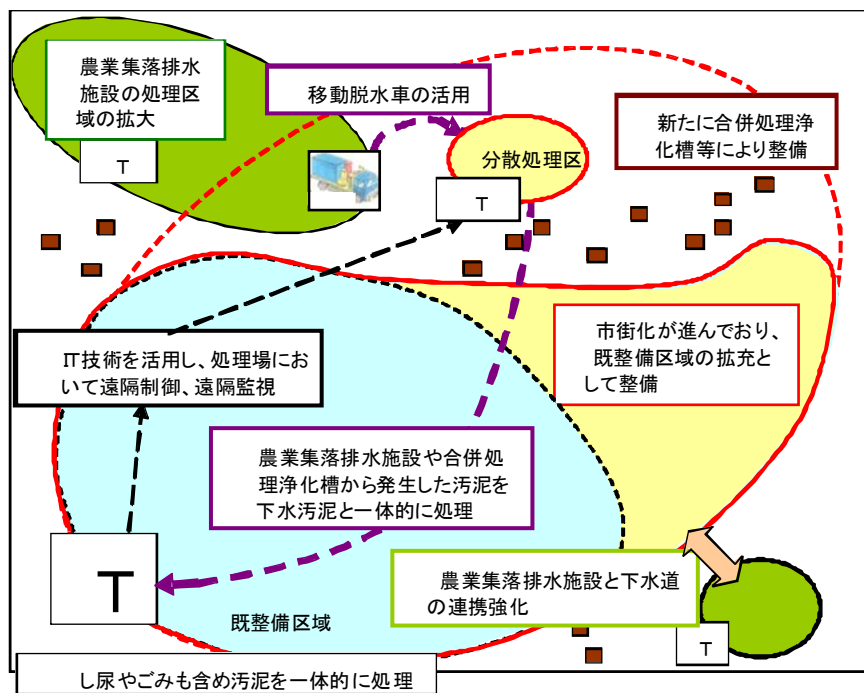 農業集落排水
施設の処理区
域の拡大
T
移動脱水車の活用
分散処理区
T
新たに合併処理浄
化槽等により整備
市街化が進んでおり、
既整備区域の拡充と
して整備
IT技術を活用し、処理場にお
いて遠隔制御、遠隔監視
農業集落排水施設や合併処
理浄化槽から発生した汚泥を
下水汚泥と一体的に処理
T
既整備区域
農業集落排水施設と下水道
の連携強化
T
し尿やごみも含め汚泥を一体的に処理